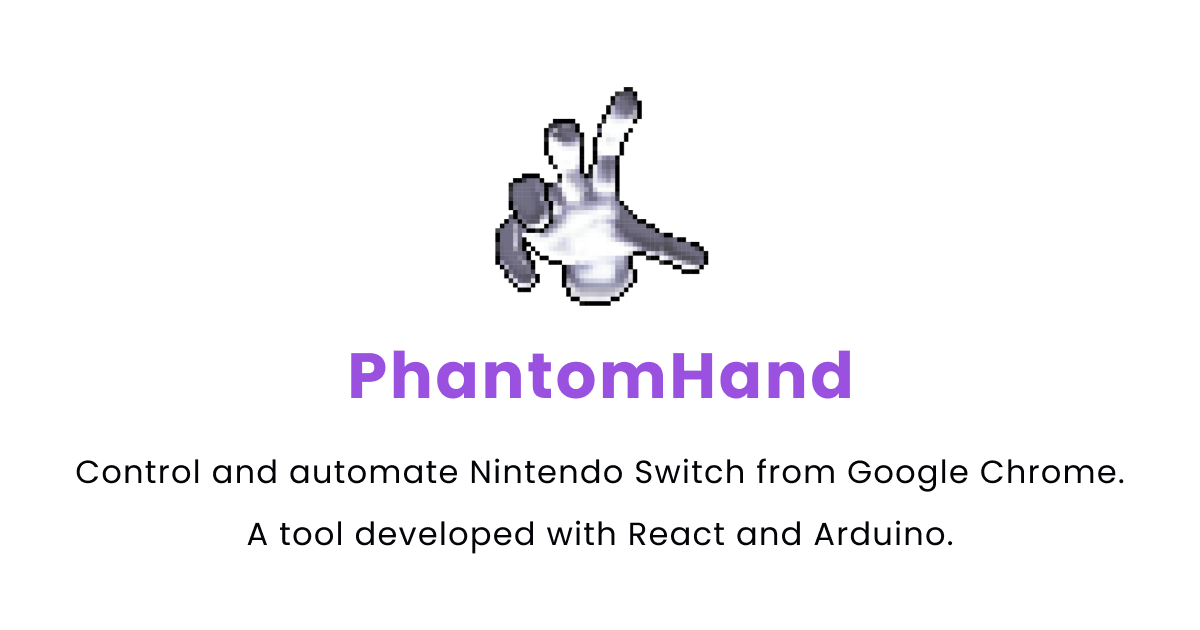 PhantomHand
Control and automate Nintendo Switch from Google Chrome.
A tool developed with React and Arduino.